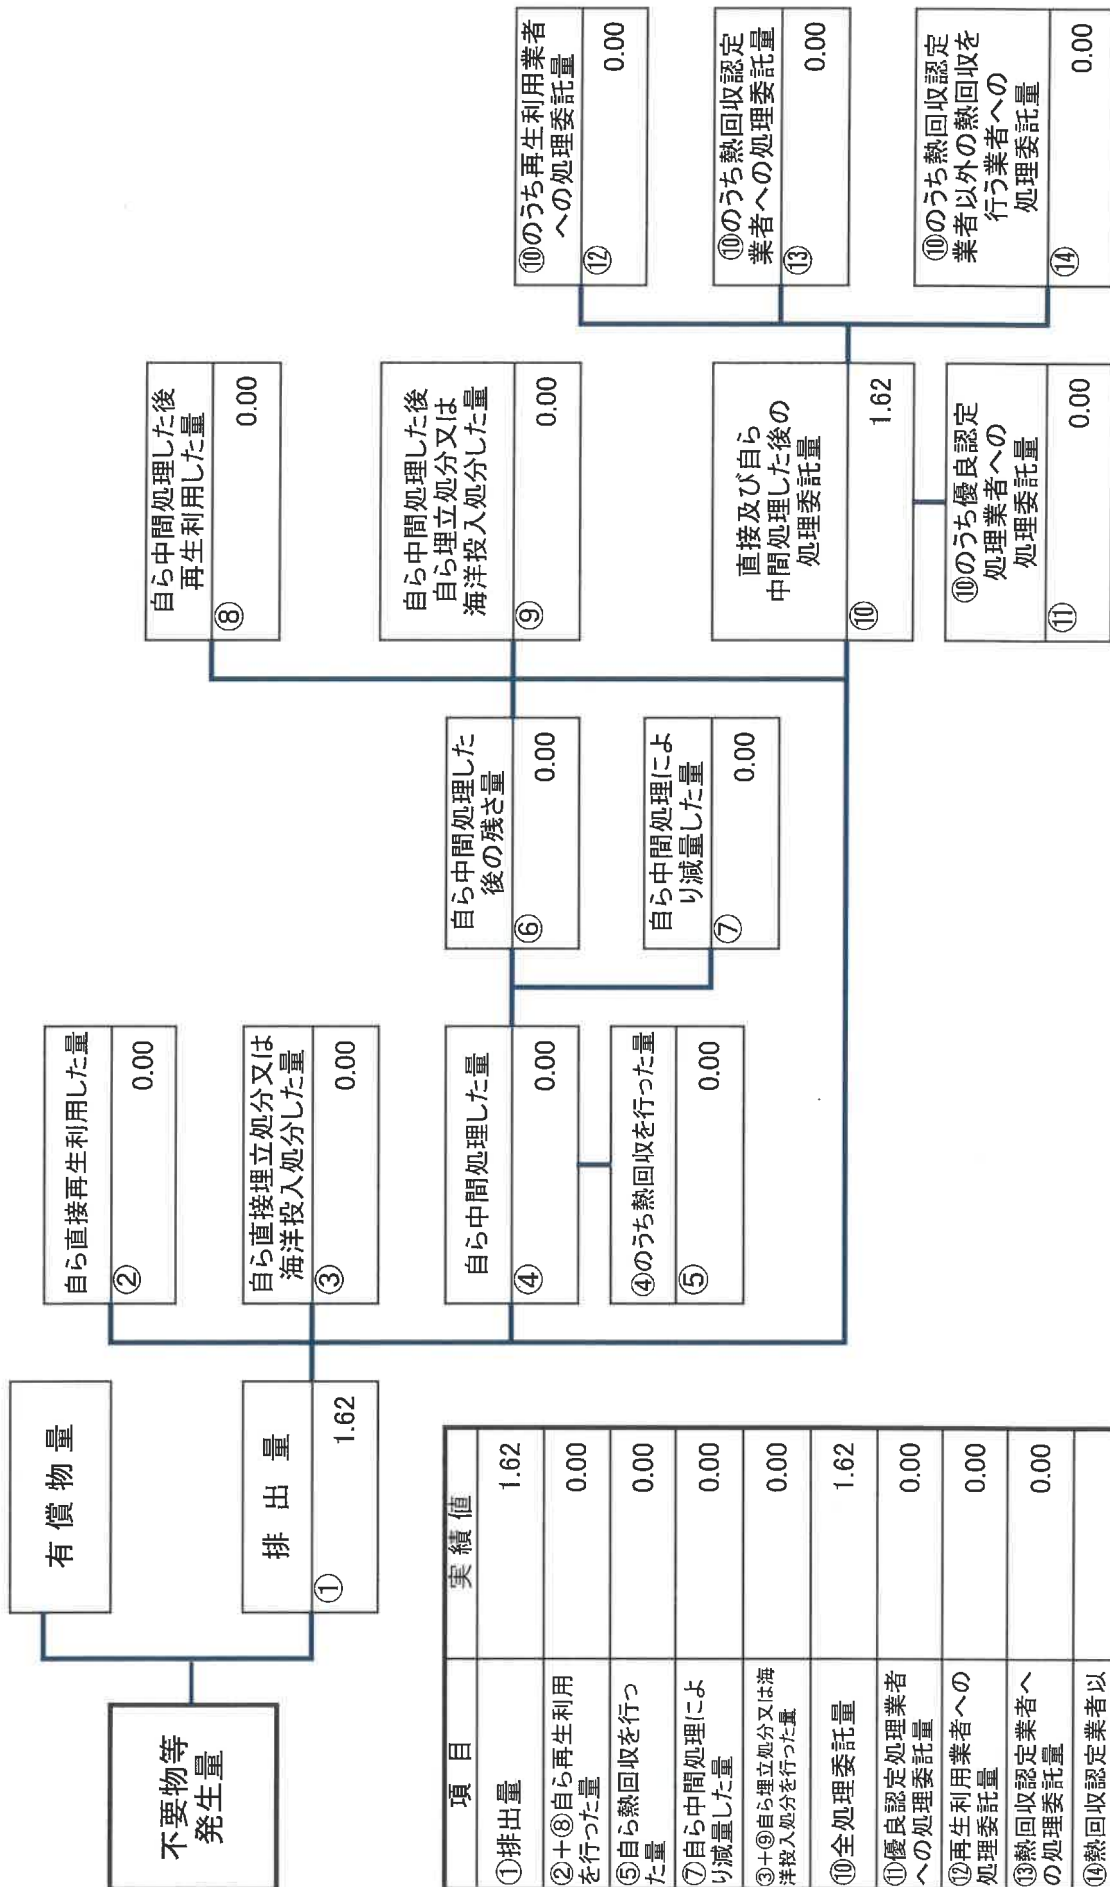 不要物等
発生量
有 償 物 量
排 出 量
①
1.62
自ら直接再生利用した量
②
0.00
自ら直接埋立処分又は
海洋投入処分した量
③
0.00
自ら中間処理した量
④
0.00
④のうち熱回収を行った量
⑤
0.00
自ら中間処理した
後の残さ量
⑥
0.00
自ら中間処理によ
り減量した量
⑦
0.00
自ら中間処理した後
再生利用した量
⑧
0.00
自ら中間処理した後
自ら埋立処分又は
海洋投入処分した量
⑨
0.00
直接及び自ら
中間処理した後の
処理委託量
⑩
1.62
⑩のうち優良認定
処理業者への
処理委託量
⑪
0.00
⑩のうち再生利用業者
への処理委託量
⑫
0.00
⑩のうち熱回収認定
業者への処理委託量
⑬
0.00
⑩のうち熱回収認定
業者以外の熱回収を
行う業者への
処理委託量
⑭
0.00
項 目
実 績 値
①排出量
1.62
②+⑧自ら再生利用
を行った量
0.00
⑤自ら熱回収を行っ
た量
0.00
⑦自ら中間処理によ
り減量した量
0.00
③+⑨自ら埋立処分又は海
洋投入処分を行った量
0.00
⑩全処理委託量
1.62
⑪優良認定処理業者
への処理委託量
0.00
⑫再生利用業者への
処理委託量
0.00
⑬熱回収認定業者へ
の処理委託量
0.00
⑭熱回収認定業者以